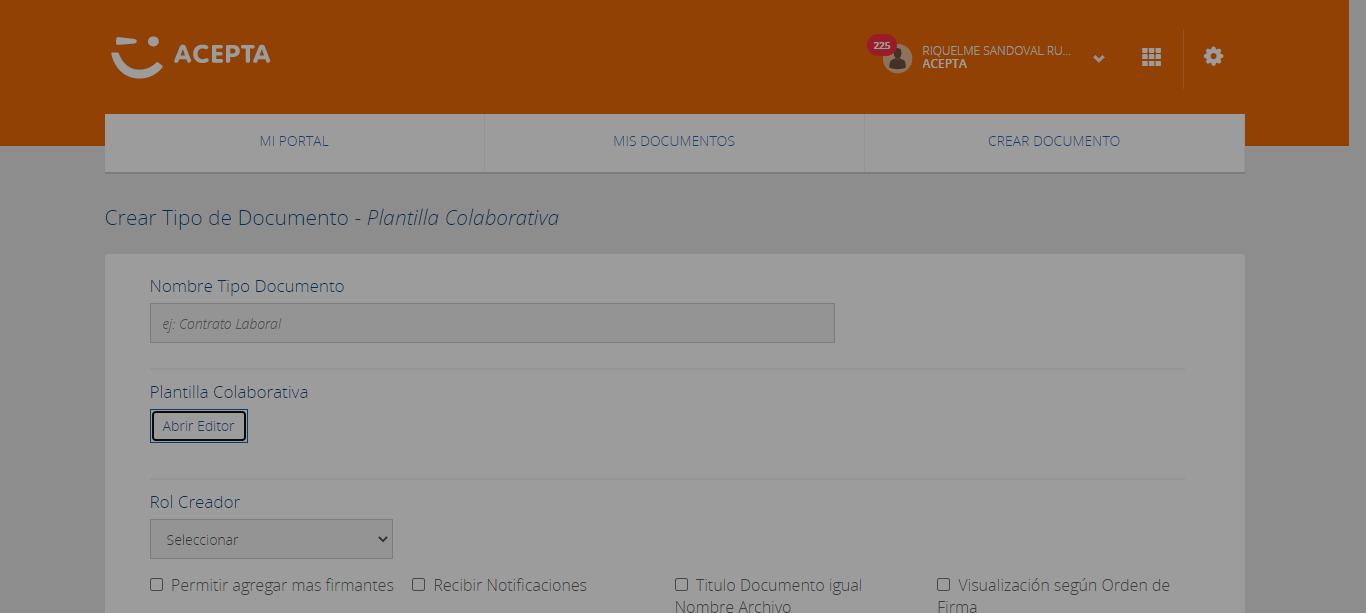 ACEPTA
225
RIQUELME SANDOVAL RU...
ACEPTA
MI PORTAL
MIS DOCUMENTOS
CREAR DOCUMENTO
Crear Tipo de Documento - Plantilla Colaborativa
Nombre Tipo Documento
ej: Contrato Laboral
Plantilla Colaborativa
Abrir Editor
Rol Creador
Seleccionar
Permitir agregar mas firmantes
Recibir Notificaciones
Titulo Documento igual
Nombre Archivo
Visualización según Orden de
Firma